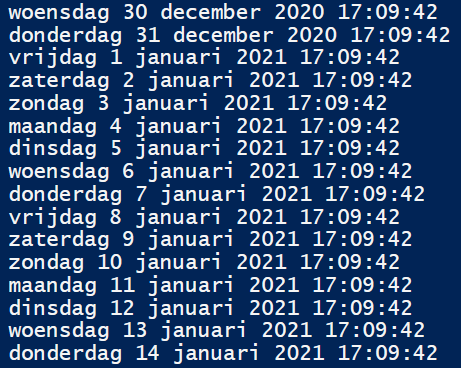 woensdag 30 december 2020 17:09:42
donderdag 31 december 2020 17:09:42
vrijdag 1 januari 2021 17:09:42
zaterdag 2 januari 2021 17:09:42
zondag 3 januari 2021 17:09:42
maandag 4 januari 2021 17:09:42
dinsdag 5 januari 2021 17:09:42
woensdag 6 januari 2021 17:09:42
donderdag 7 januari 2021 17:09:42
vrijdag 8 januari 2021 17:09:42
zaterdag 9 januari 2021 17:09:42
zondag 10 januari 2021 17:09:42
maandag 11 januari 2021 17:09:42
dinsdag 12 januari 2021 17:09:42
woensdag 13 januari 2021 17:09:42
donderdag 14 januari 2021 17:09:42